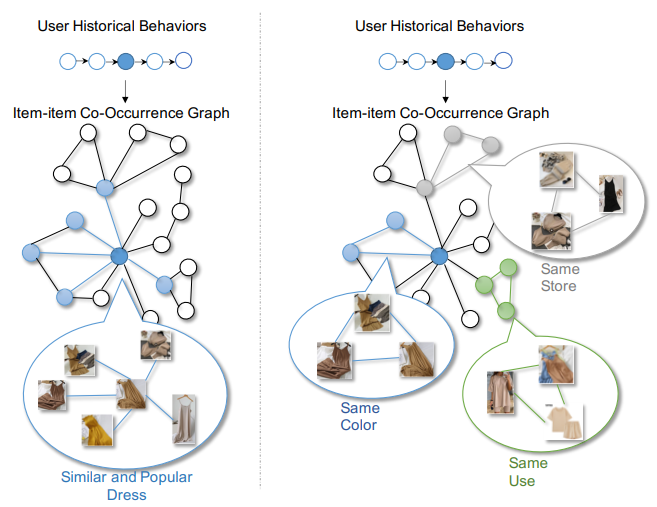 User Historical Behaviors
Item-item Co-Occurrence Graph
Similar and Popular
Dress
User Historical Behaviors
Item-item Co-Occurrence Graph
Same
Store
Same
Color
Same
Use